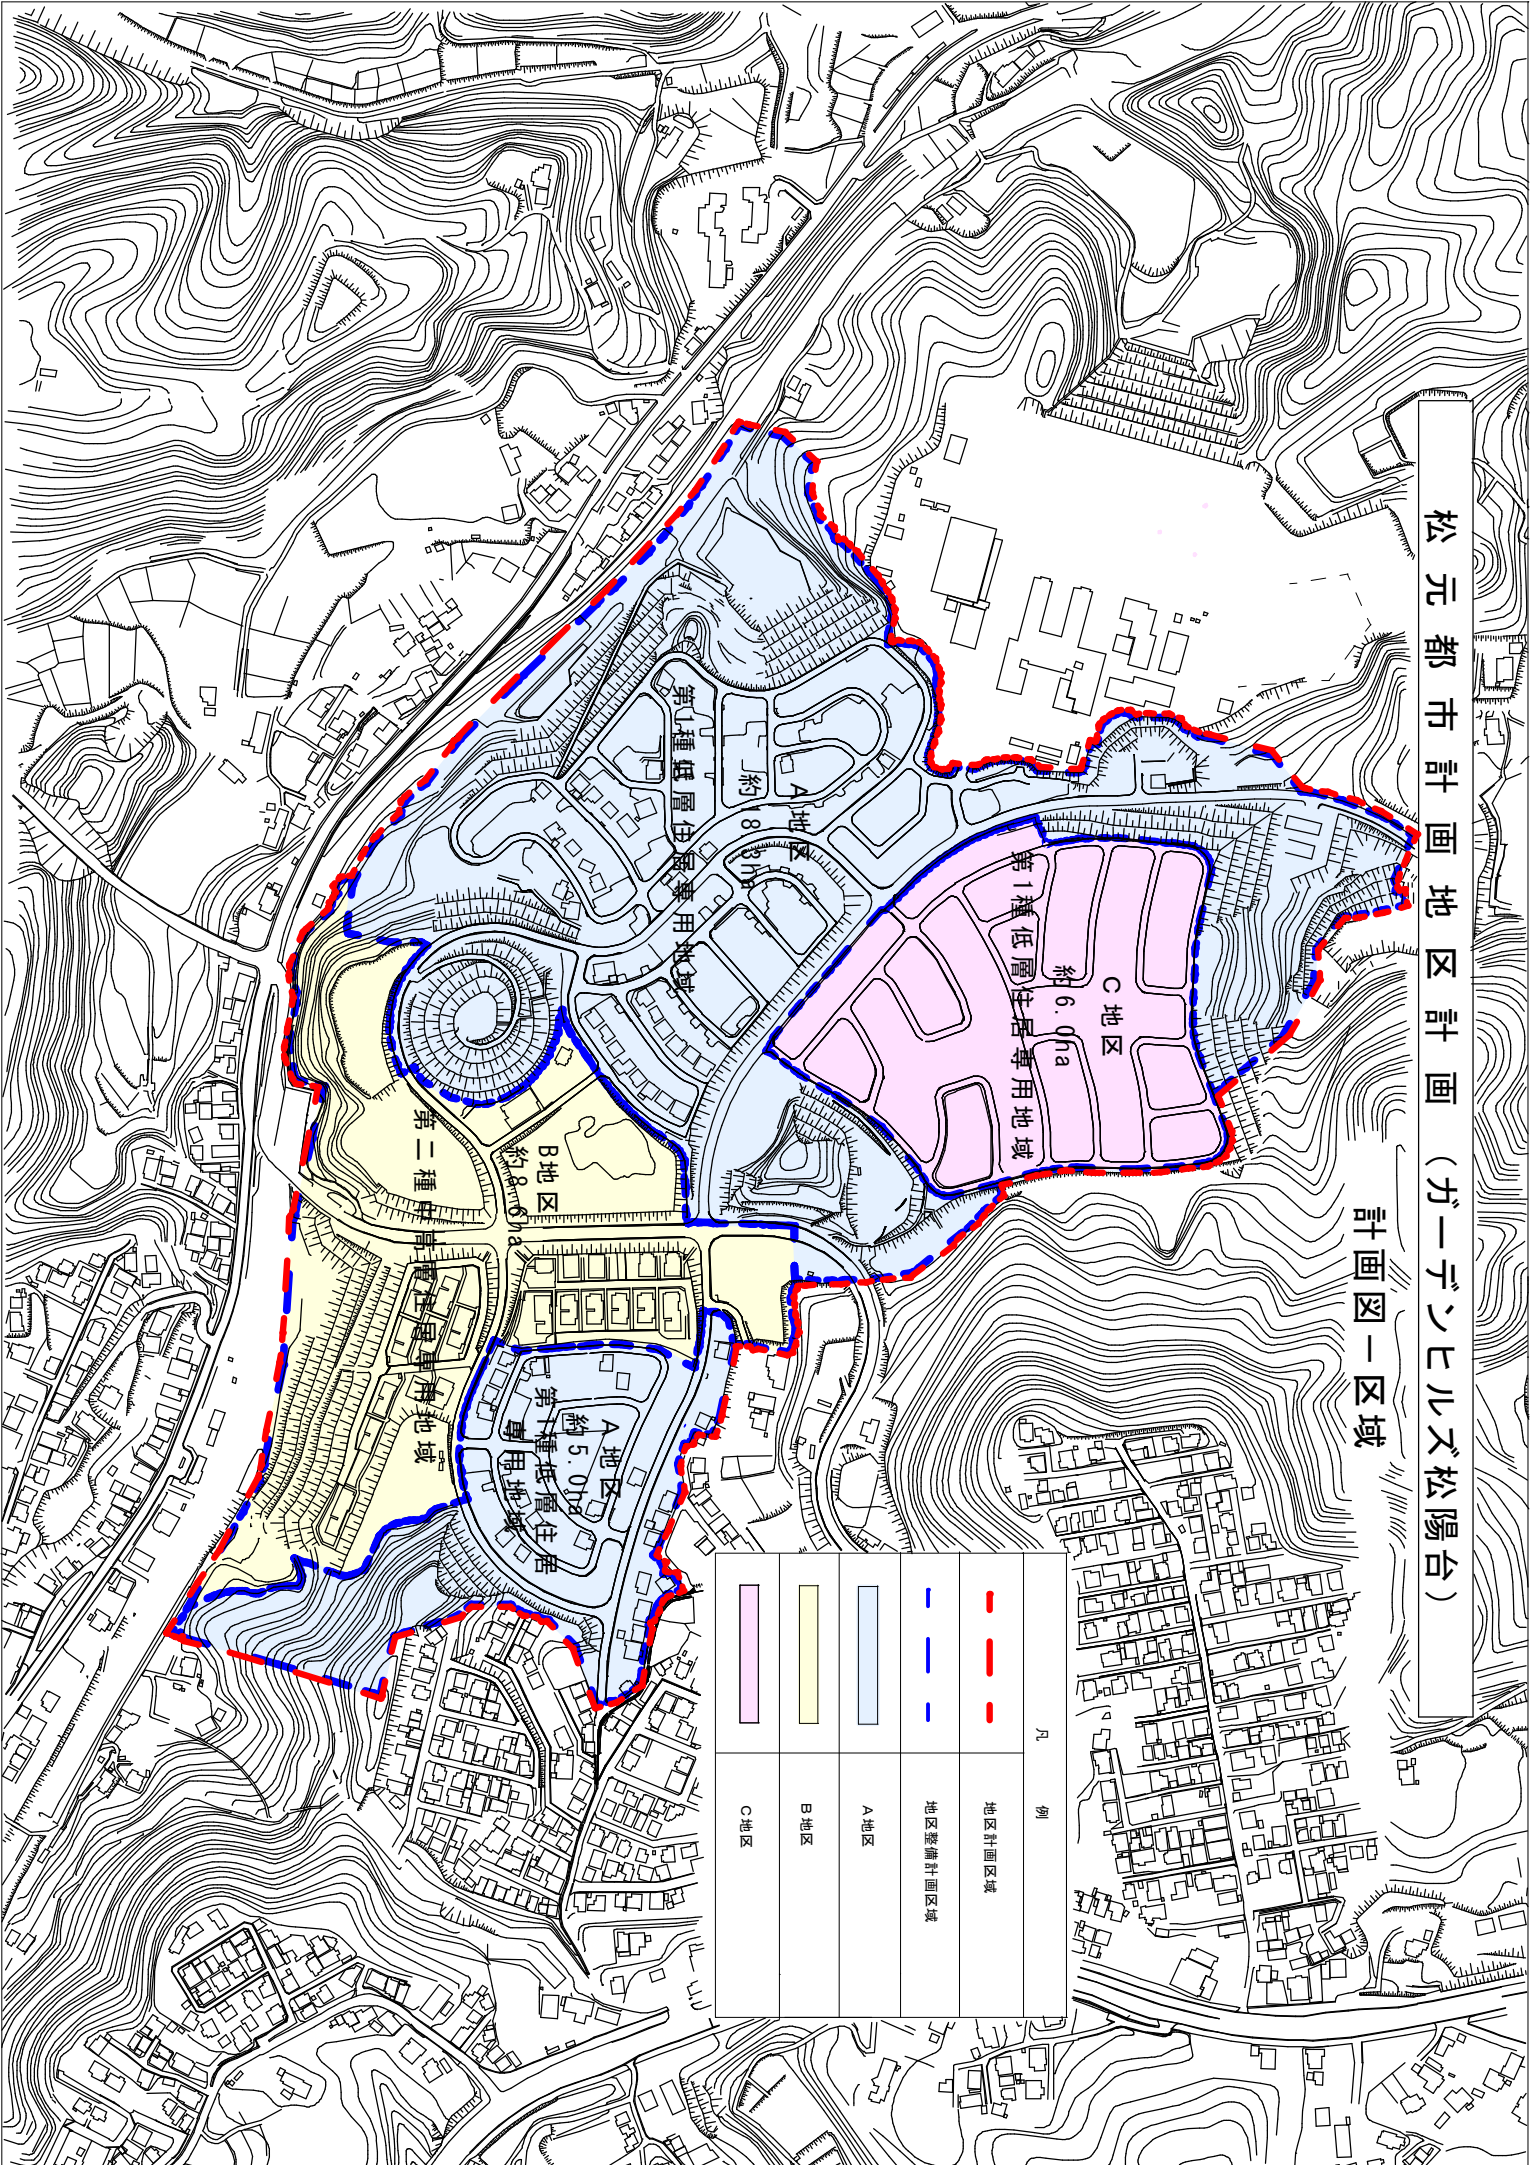 松元都市計画地区計画(ガーデンヒルズ松陽台)
計画図ー区域
C地区
約6.0ha
第1種低層住居専用地域
A地区
第1種低層住居専用地域
B地区
約8.6ha
第二種中高層住居専用地域
A地区
約5.0ha
第1種低層住居
専用地域
凡例
地区計画区域
地区整備計画区域
A地区
B地区
C地区